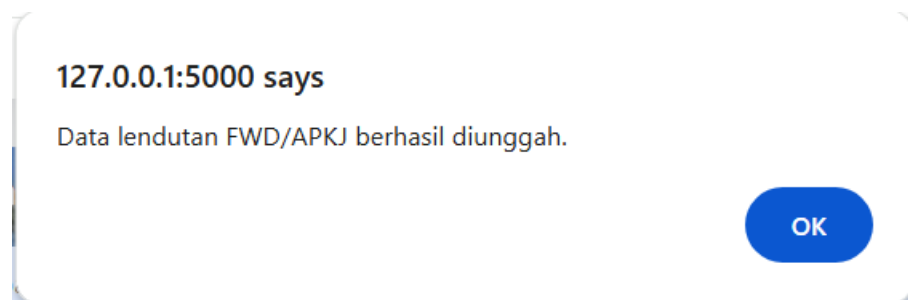 127.0.0.1:5000 says
Data lendutan FWD/APKJ berhasil diunggah.
OK